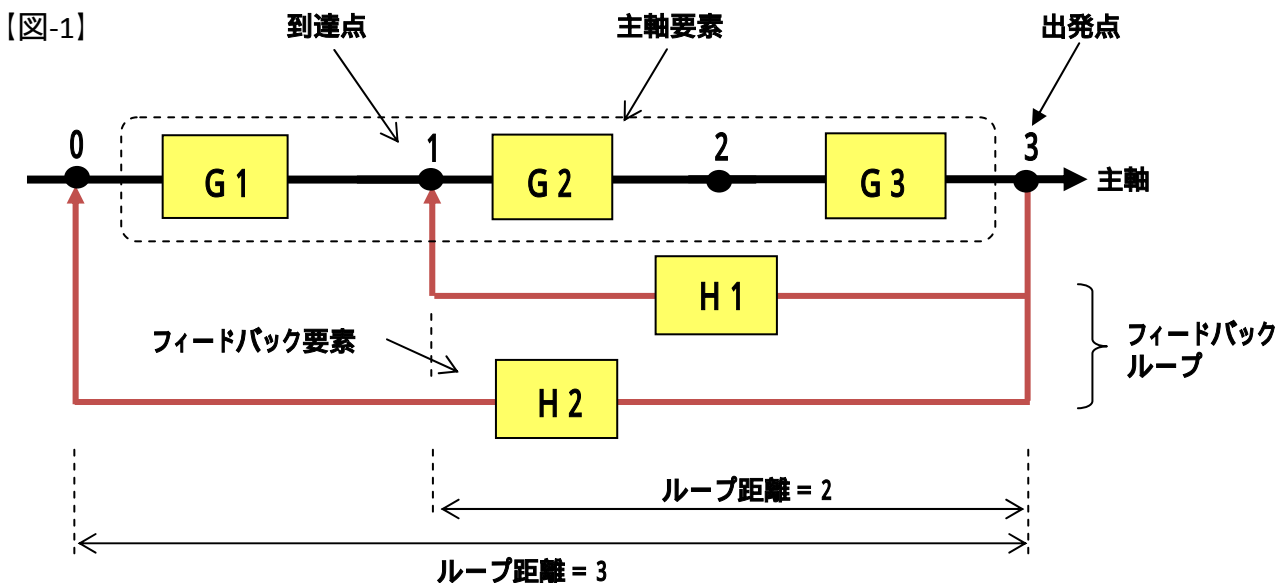 【図-1】
到達点
主軸要素
出発点
0
1
2
3
G 1
G 2
G 3
主軸
H 1
フィードバック要素
フィードバック
ループ
H 2
ループ距離 = 2
ループ距離 = 3